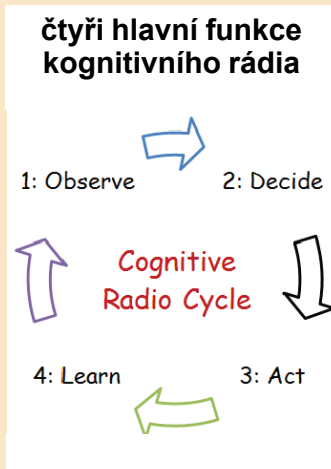 čtyři hlavní funkce
kognitivního rádia
1: Observe
2: Decide
Cognitive
Radio Cycle
4: Learn
3: Act